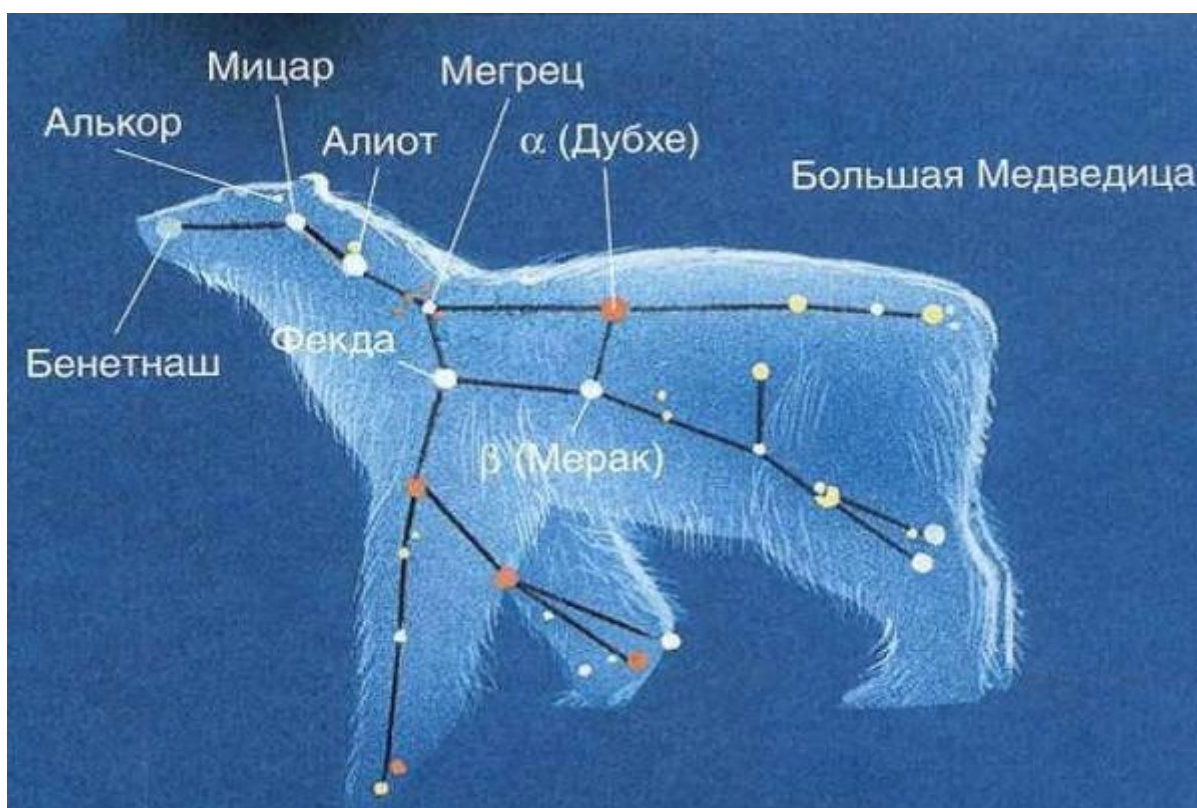 Мицар
Мегрец
Алькор
Алиот
α (Дубхе)
Большая Медведица
Фекда
Бенетнаш
β (Мерак)